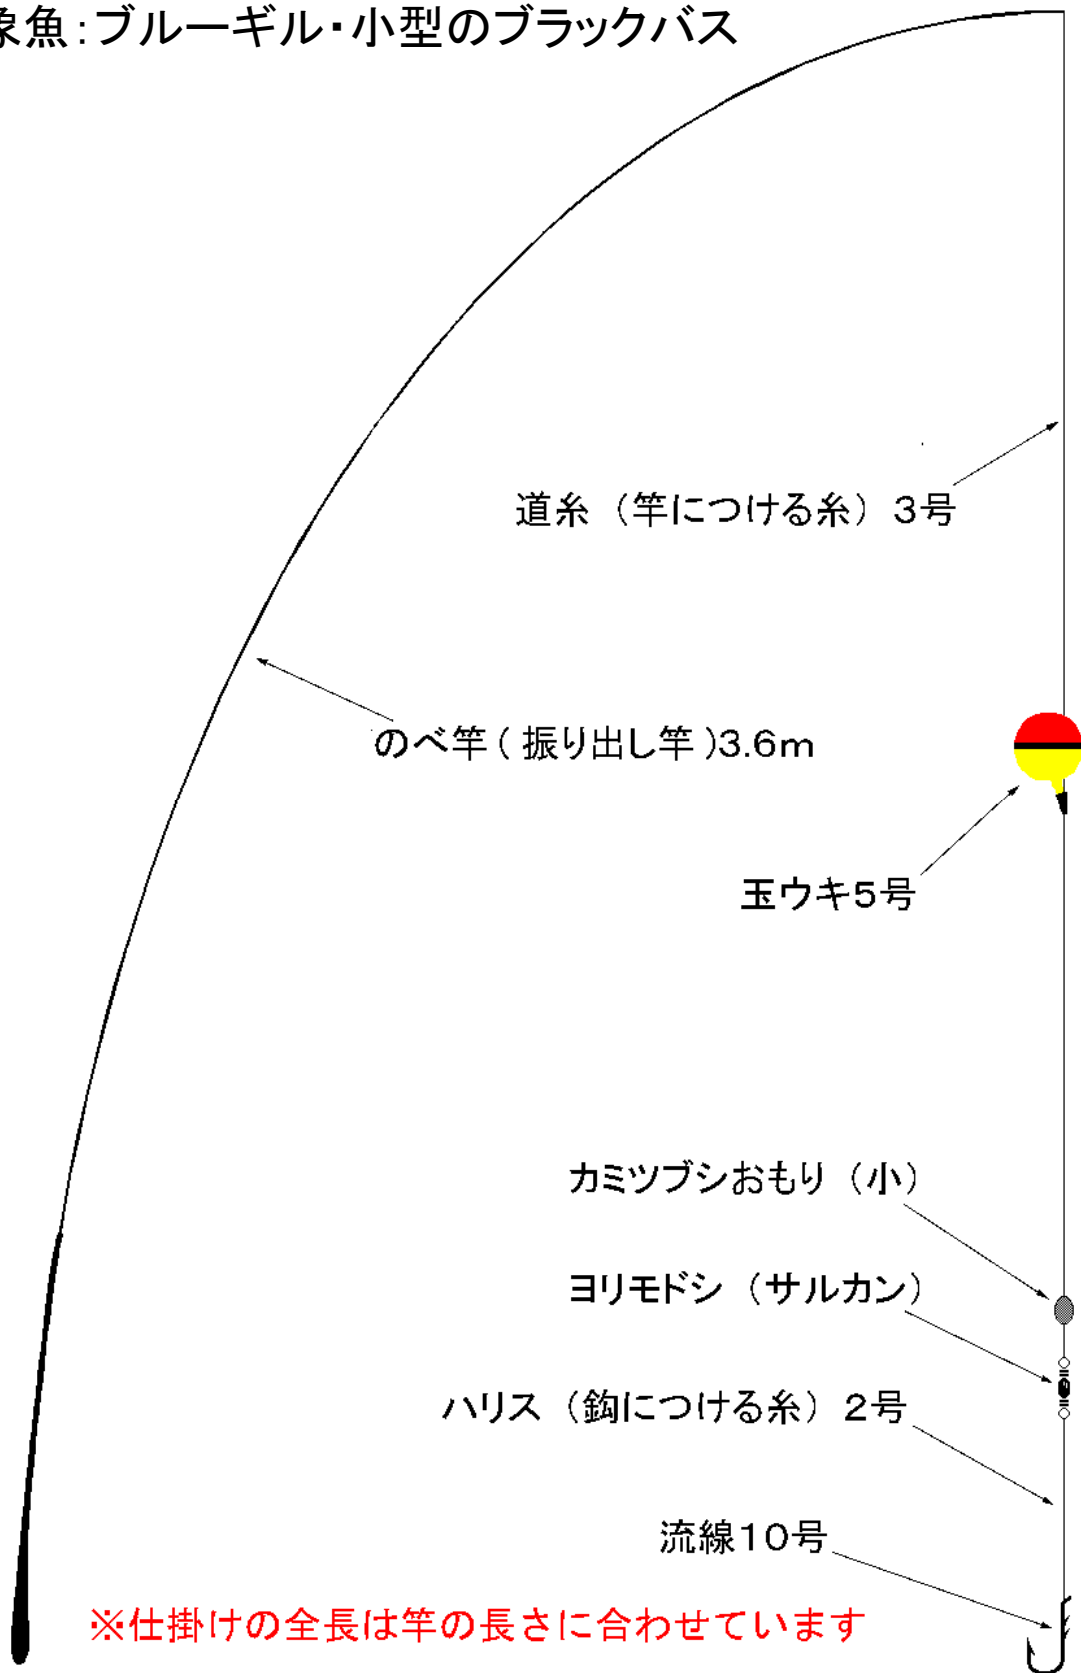 象魚：ブルーギル・小型のブラックバス
道糸（竿につける糸）３号
のべ竿（振り出し竿）3.6m
玉ウキ５号
カミツブシおもり（小）
ヨリモドシ（サルカン）
ハリス（鈎につける糸）２号
流線１０号
※仕掛けの全長は竿の長さに合わせています